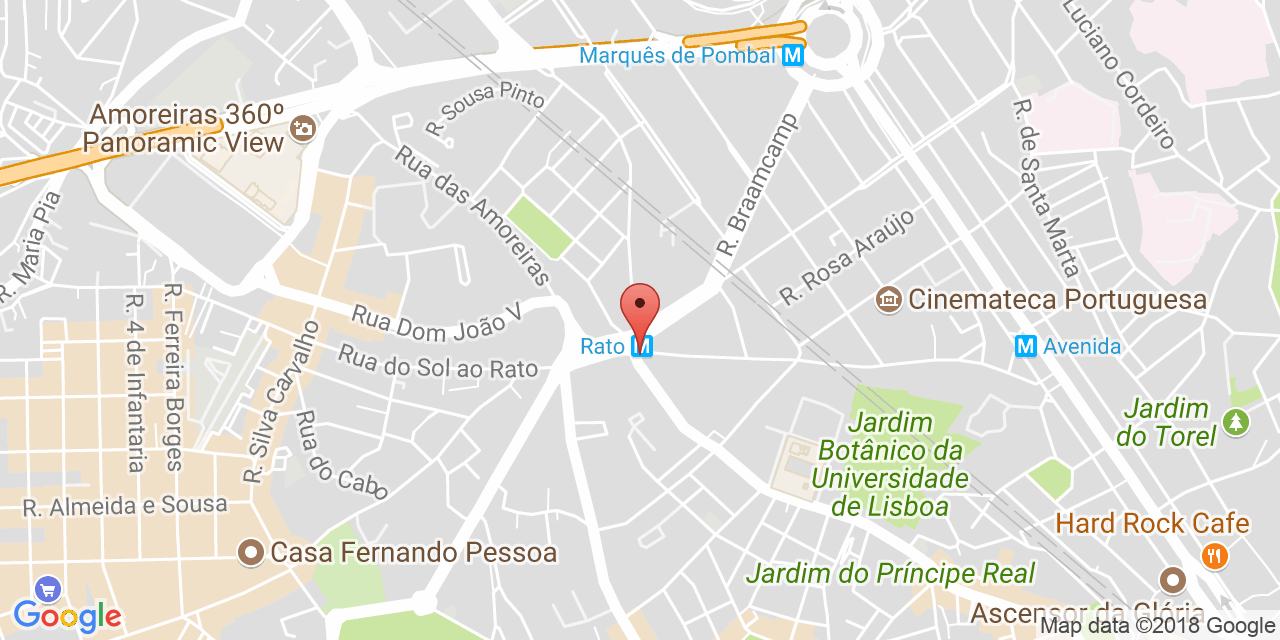 Luciano Cordeiro
Marquês de Pombal M
R. Sousa Pinto
Amoreiras 360º
Panoramic View
R. de Santa Marta
R. Braamcamp
Rua das Amoreiras
R. Maria Pia
R. Rosa Araújo
R. 4 de Infantaria
R. Ferreira Borges
Cinemateca Portuguesa
Rua Dom João V
R. Silva Carvalho
Rato M
M Avenida
Rua do Sol ao Rato
Jardim
do Torel
Jardim
Botânico da
Universidade
de Lisboa
Rua do Cabo
R. Almeida e Sousa
Hard Rock Cafe
Casa Fernando Pessoa
Jardim do Príncipe Real
Ascensor da Glória
Google
Map data ©2018 Google